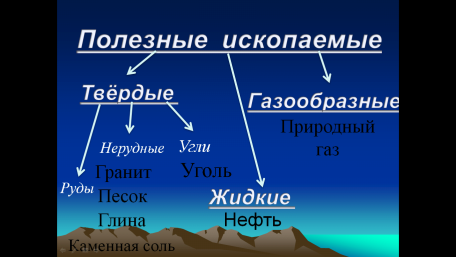 Полезные ископаемые
Твёрдые
Газообразные
Природный
газ
Нерудные
Угли
Гранит
Уголь
Руды
Песок
Жидкие
Глина
Нефть
Каменная соль